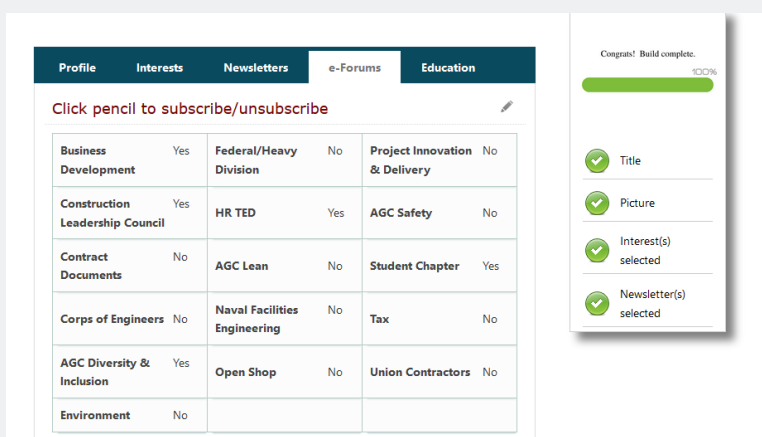 Profile Interests Newsletters e-Forums Education
Click pencil to subscribe/unsubscribe
Business Development Yes Federal/Heavy Division No Project Innovation & Delivery No
Construction Leadership Council Yes HR TED Yes AGC Safety No
Contract Documents No AGC Lean No Student Chapter Yes
Corps of Engineers No Naval Facilities Engineering No Tax No
AGC Diversity & Inclusion Yes Open Shop No Union Contractors No
Environment No
Congrats! Build complete.
100%
Title
Picture
Interest(s)
selected
Newsletter(s)
selected